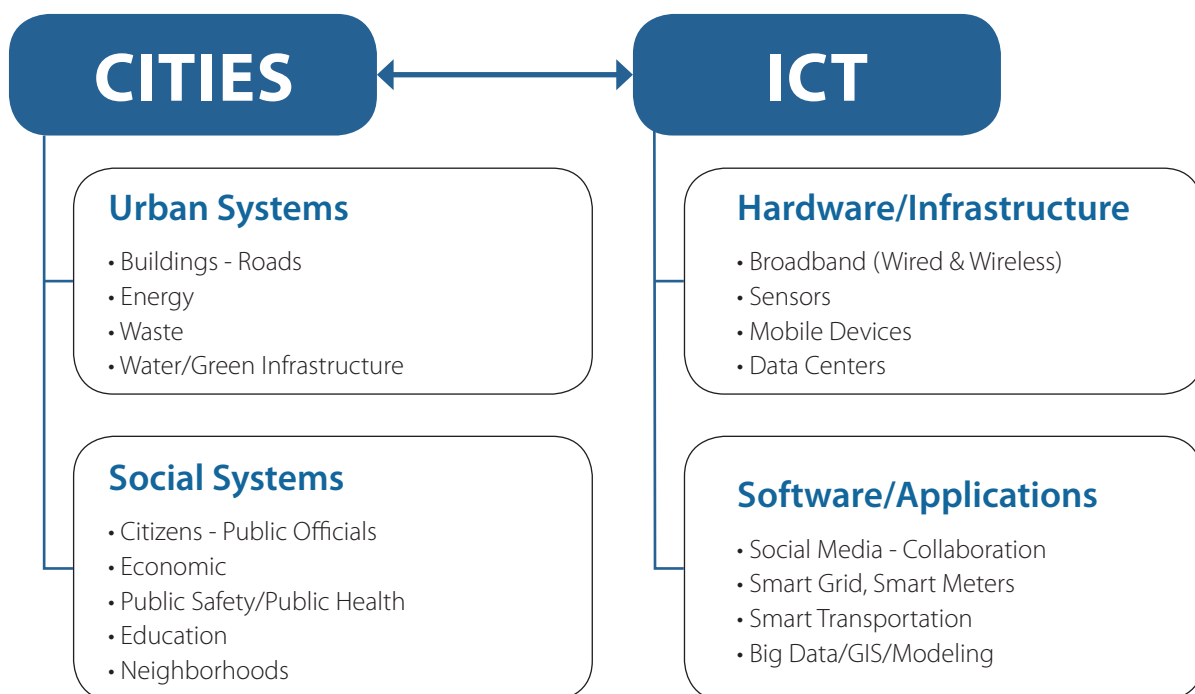 CITIES
ICT
Urban Systems
• Buildings - Roads
• Energy
• Waste
• Water/Green Infrastructure
Hardware/Infrastructure
• Broadband (Wired & Wireless)
• Sensors
• Mobile Devices
• Data Centers
Social Systems
• Citizens - Public Officials
• Economic
• Public Safety/Public Health
• Education
• Neighborhoods
Software/Applications
• Social Media - Collaboration
• Smart Grid, Smart Meters
• Smart Transportation
• Big Data/GIS/Modeling